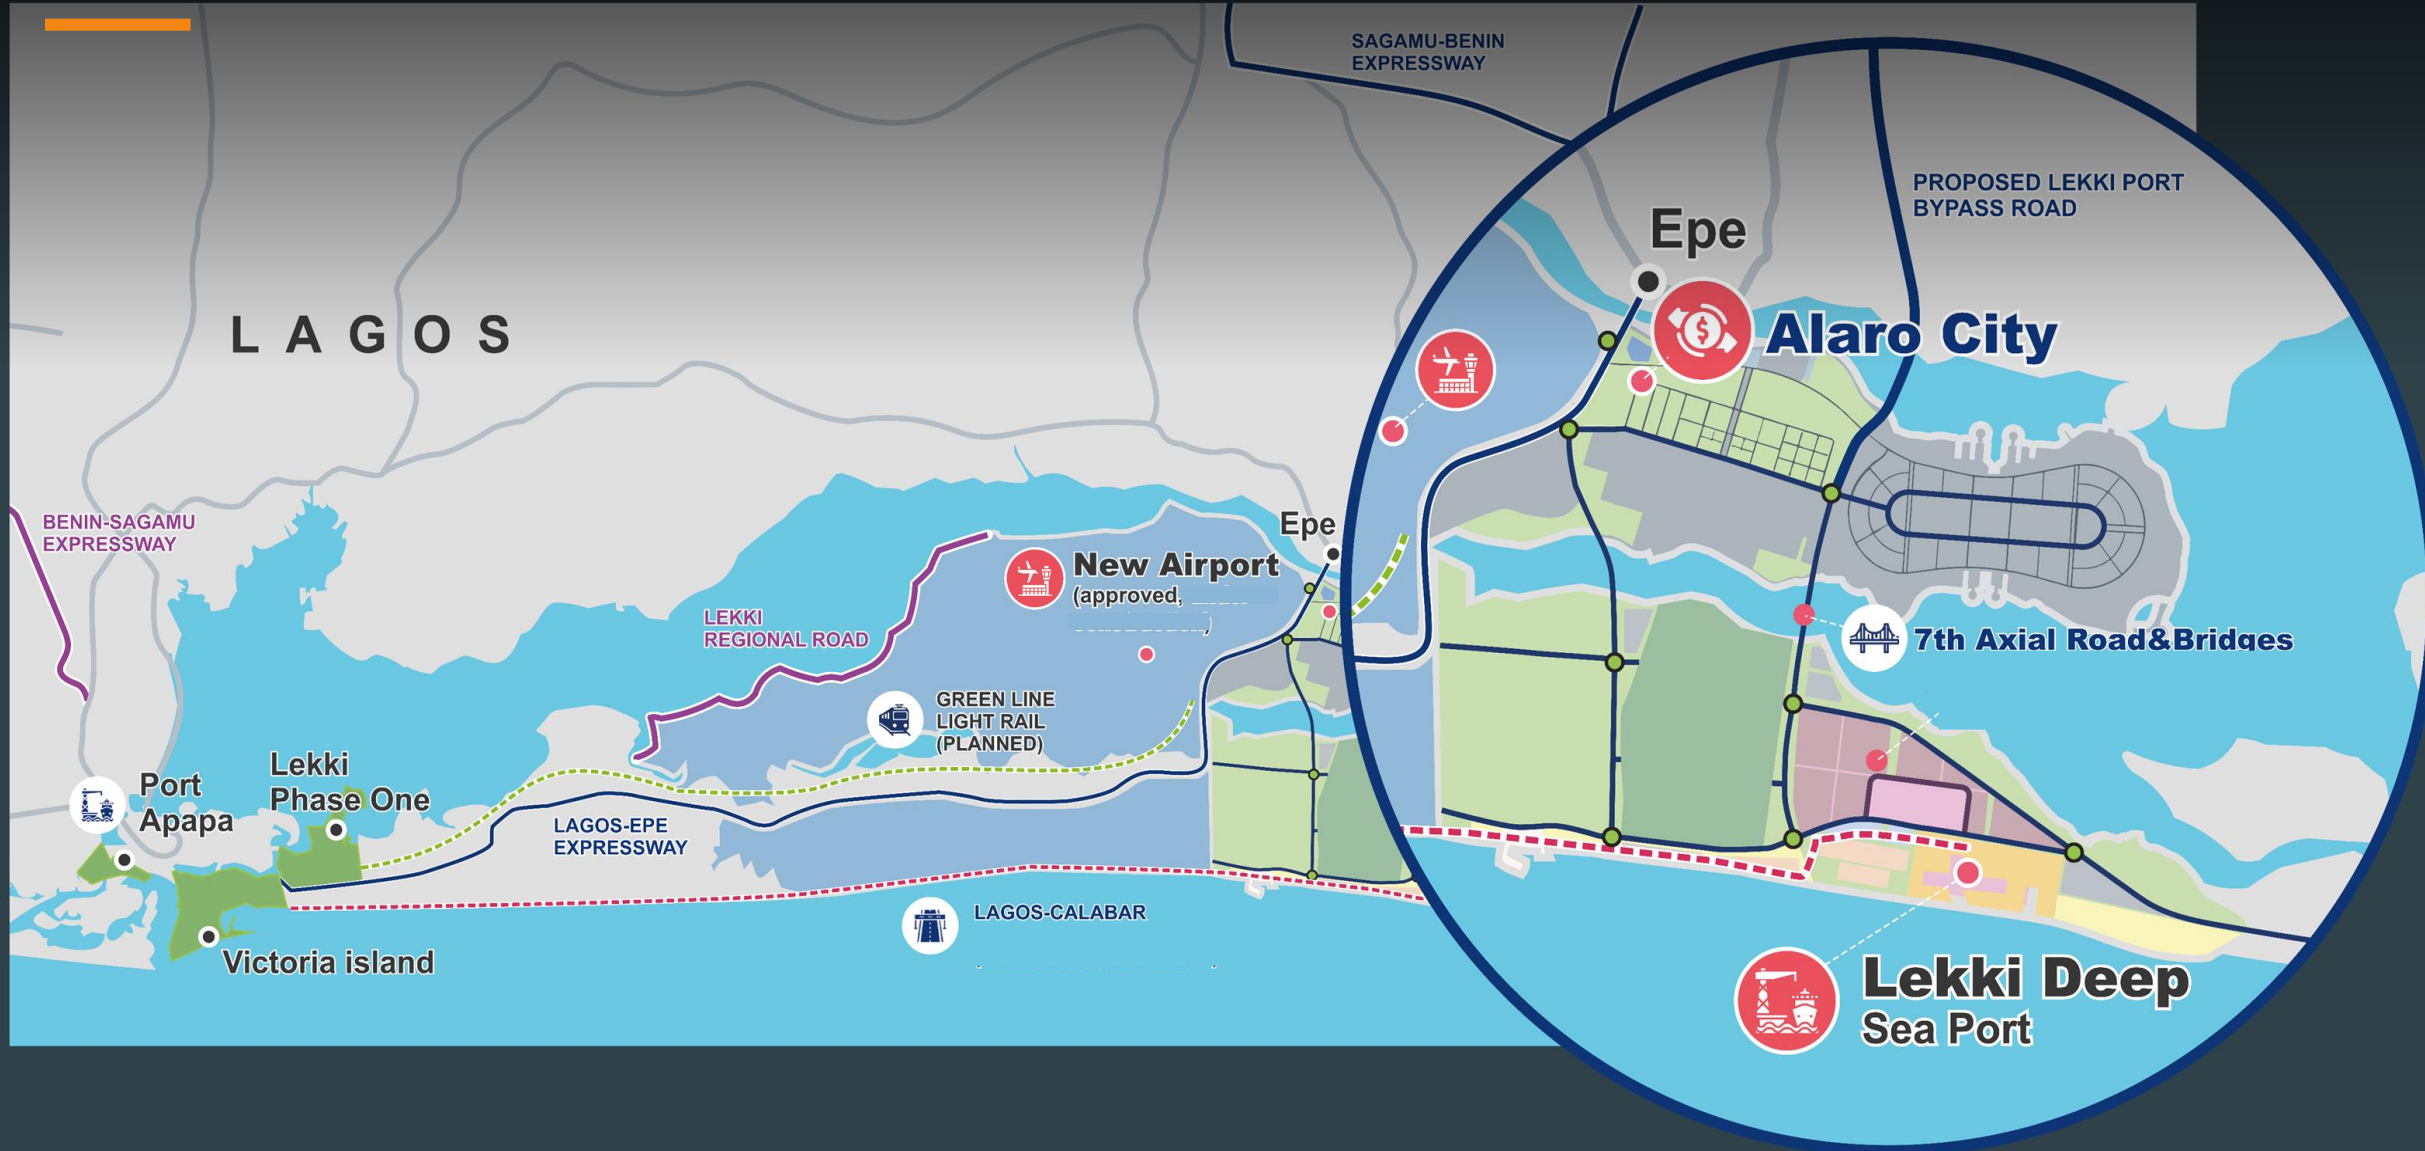 SAGAMU-BENIN
EXPRESSWAY
PROPOSED LEKKI PORT
BYPASS ROAD
Epe
Alaro City
LAGOS
BENIN-SAGAMU
EXPRESSWAY
Epe
New Airport
(approved,
)
LEKKI
REGIONAL ROAD
7th Axial Road&Bridges
GREEN LINE
LIGHT RAIL
(PLANNED)
Port
Apapa
Lekki
Phase One
LAGOS-EPE
EXPRESSWAY
LAGOS-CALABAR
Victoria island
Lekki Deep
Sea Port
$